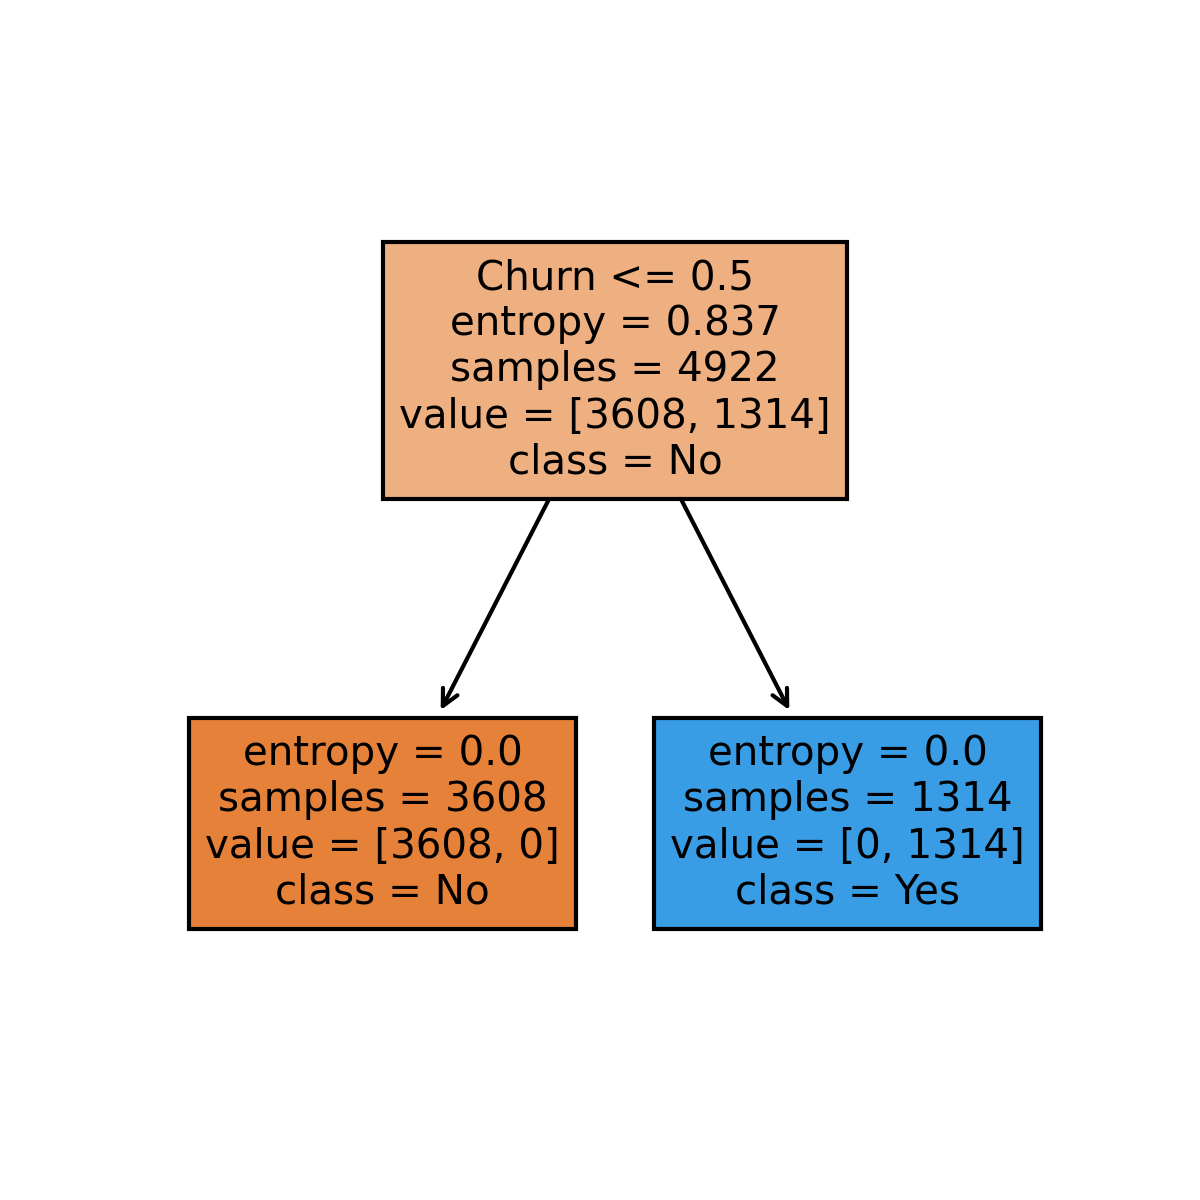 Churn <= 0.5
entropy = 0.837
samples = 4922
value = [3608, 1314]
class = No
entropy = 0.0
samples = 3608
value = [3608, 0]
class = No
entropy = 0.0
samples = 1314
value = [0, 1314]
class = Yes